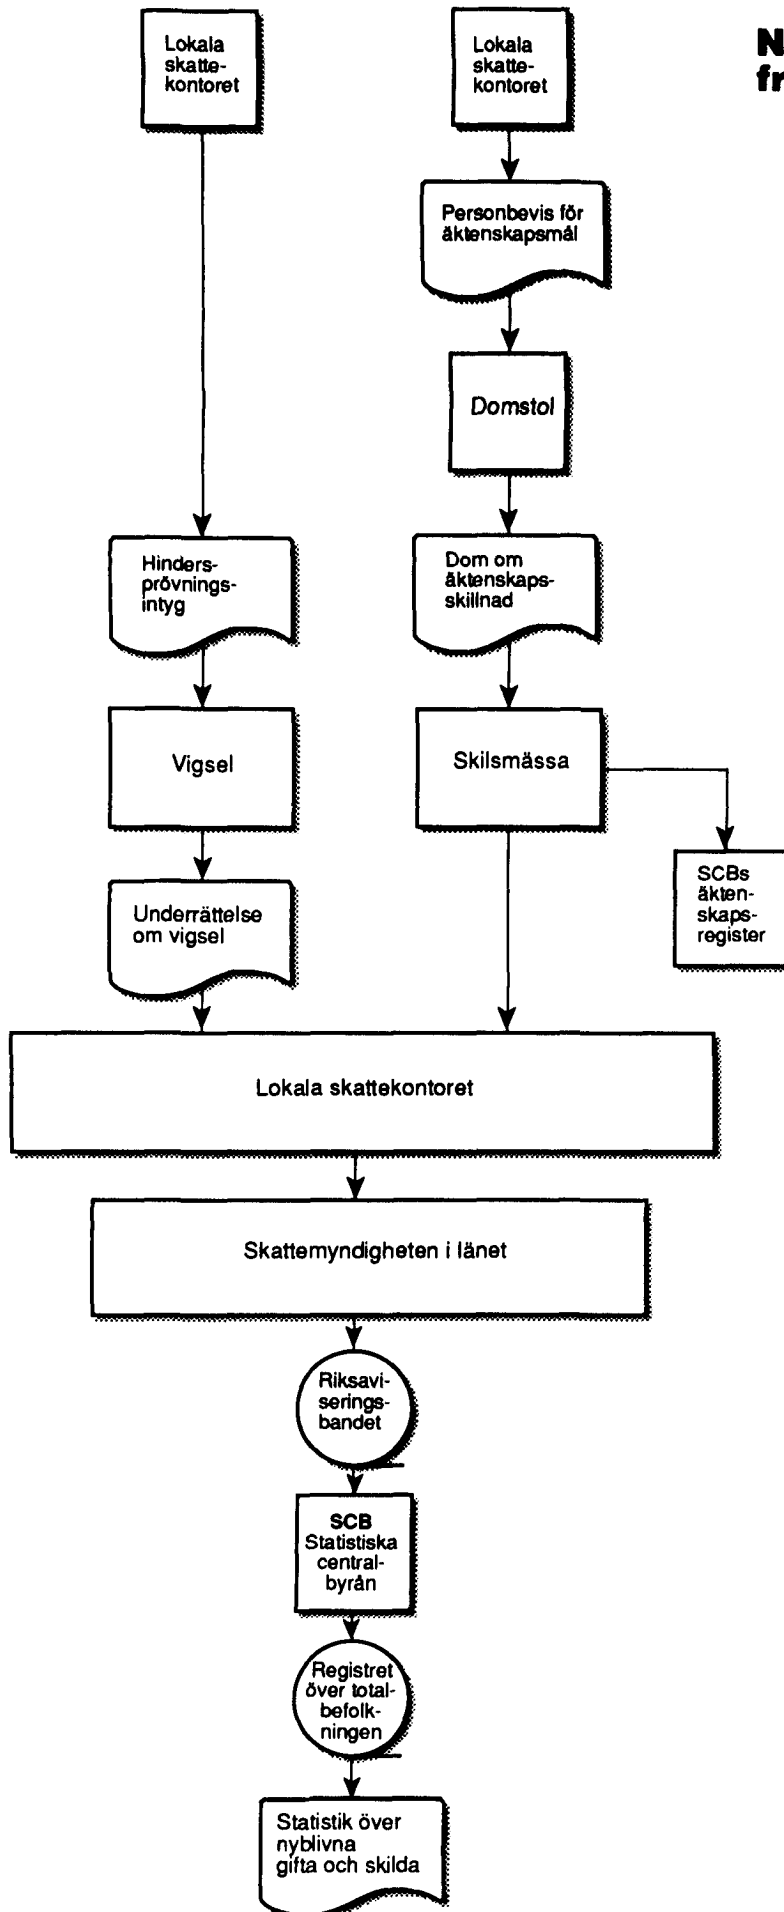 Lokala
skatte-
kontoret
Lokala
skatte-
kontoret
Personbevis för
äktenskapsmål
Domstol
Hinders-
prövnings-
intyg
Dom om
äktenskaps-
skillnad
Vigsel
Skilsmässa
Underrättelse
om vigsel
SCBs
äkten-
skaps-
register
Lokala skattekontoret
Skattemyndigheten i länet
Riksavi-
serings-
bandet
SCB
Statistiska
central-
byrån
Registret
över total-
befolk-
ningen
Statistik över
nyblivna
gifta och skilda